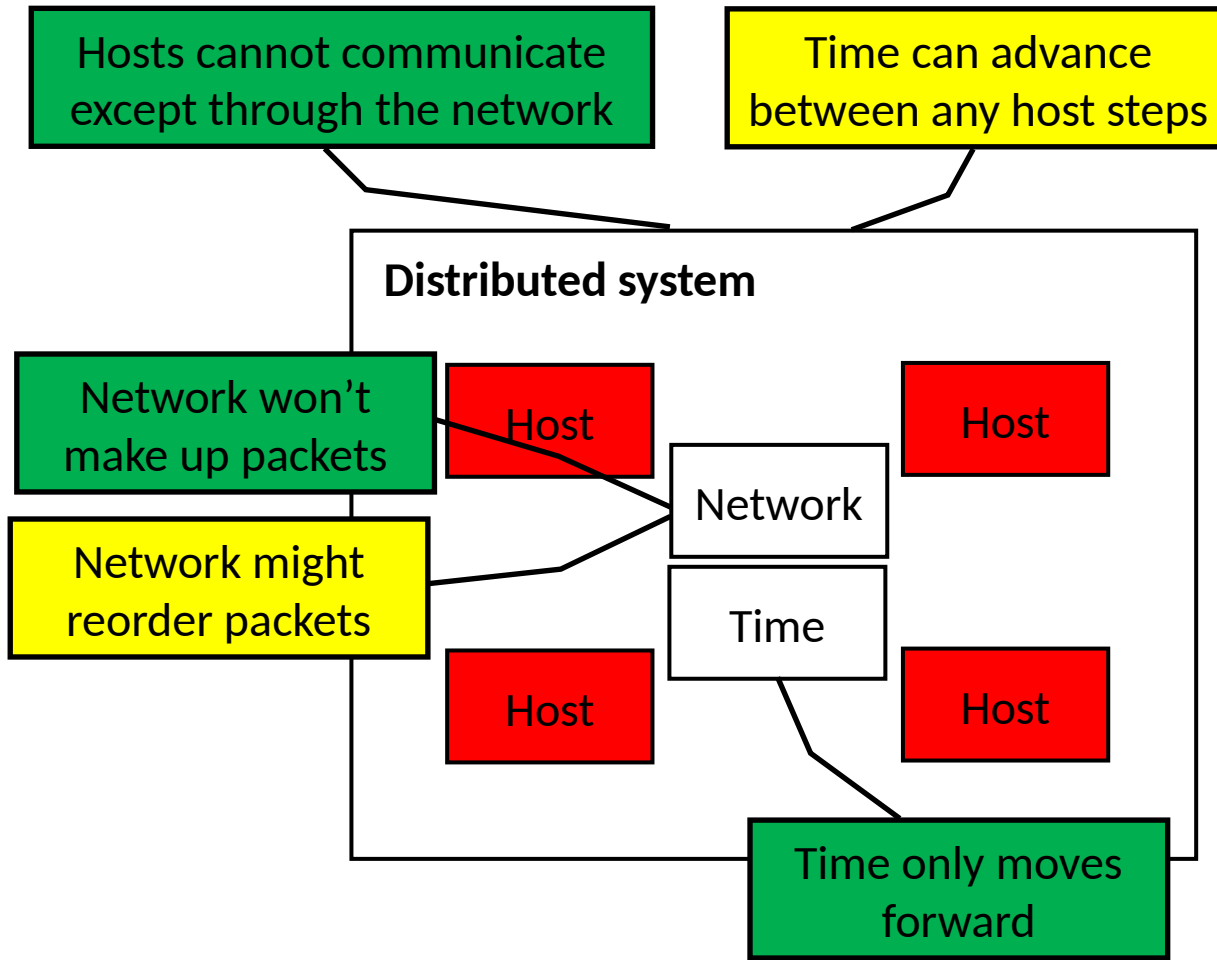 Hosts cannot communicate
except through the network
Time can advance
between any host steps
Distributed system
Network won’t
make up packets
Host
Host
Network
Network might
reorder packets
Time
Host
Host
Time only moves
forward